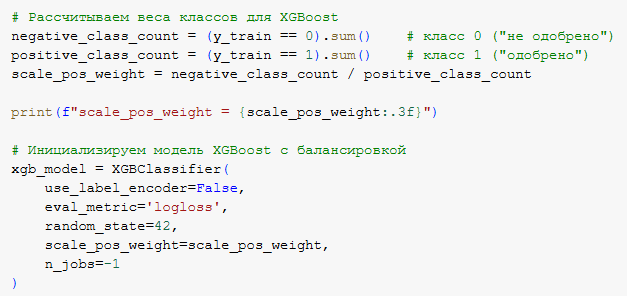 # Рассчитываем веса классов для XGBoost
negative_class_count = (y_train == 0).sum()    # класс 0 ("не одобрено")
positive_class_count = (y_train == 1).sum()    # класс 1 ("одобрено")
scale_pos_weight = negative_class_count / positive_class_count

print(f"scale_pos_weight = {scale_pos_weight:.3f}")

# Инициализируем модель XGBoost с балансировкой
xgb_model = XGBClassifier(
    use_label_encoder=False,
    eval_metric='logloss',
    random_state=42,
    scale_pos_weight=scale_pos_weight,
    n_jobs=-1
)